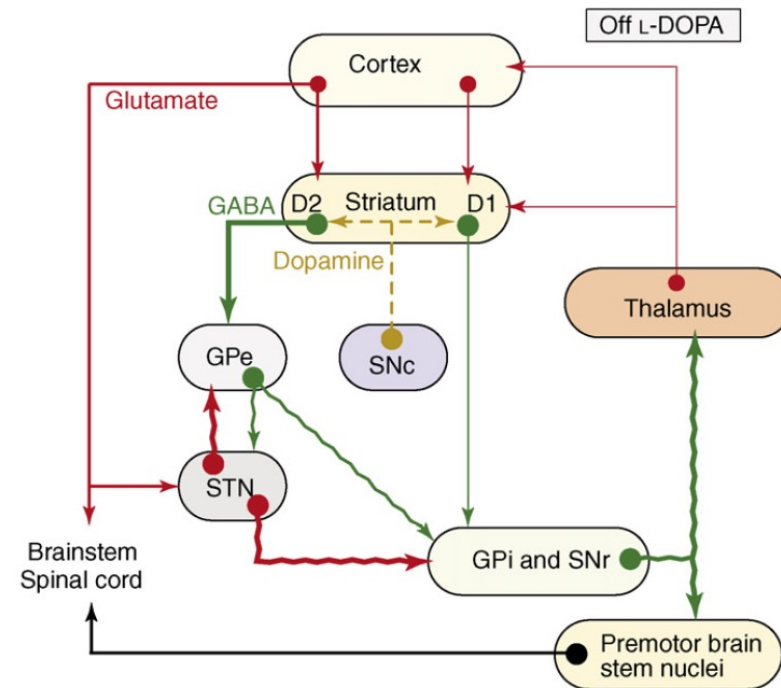 Off L-DOPA
Cortex
Glutamate
D2 Striatum D1
GABA
Dopamine
Thalamus
GPe
SNc
STN
Brainstem
Spinal cord
GPi and SNr
Premotor brain
stem nuclei